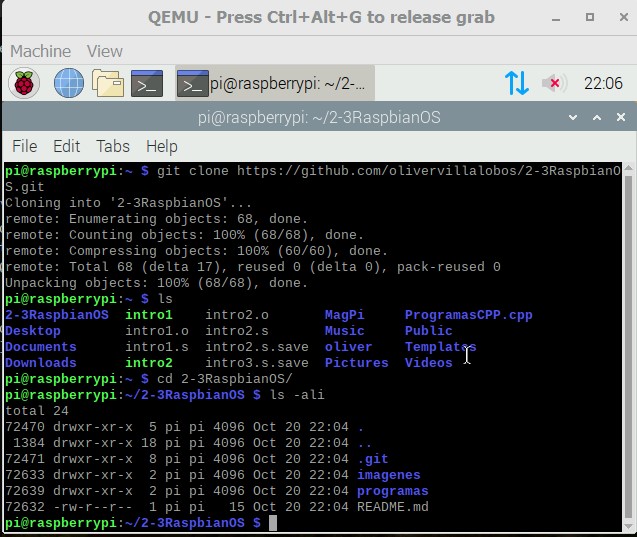 QEMU - Press Ctrl+Alt+G to release grab
Machine View
>_ >_ pi@raspberrypi: ~/2-... 22:06
pi@raspberrypi: ~/2-3RaspbianOS
File Edit Tabs Help
pi@raspberrypi:~ $ git clone https://github.com/olivervillalobos/2-3RaspbianO
S.git
Cloning into '2-3RaspbianOS'...
remote: Enumerating objects: 68, done.
remote: Counting objects: 100% (68/68), done.
remote: Compressing objects: 100% (60/60), done.
remote: Total 68 (delta 17), reused 0 (delta 0), pack-reused 0
Unpacking objects: 100% (68/68), done.
pi@raspberrypi:~ $ ls
2-3RaspbianOS intro1 intro2.o MagPi ProgramasCPP.cpp
Desktop intro1.o intro2.s Music Public
Documents intro1.s intro2.s.save oliver Templates
Downloads intro2 intro3.s.save Pictures Videos
pi@raspberrypi:~ $ cd 2-3RaspbianOS/
pi@raspberrypi:~/2-3RaspbianOS $ ls -ali
total 24
72470 drwxr-xr-x 5 pi pi 4096 Oct 20 22:04 .
1384 drwxr-xr-x 18 pi pi 4096 Oct 20 22:04 ..
72471 drwxr-xr-x 8 pi pi 4096 Oct 20 22:04 .git
72633 drwxr-xr-x 2 pi pi 4096 Oct 20 22:04 imagenes
72639 drwxr-xr-x 2 pi pi 4096 Oct 20 22:04 programas
72632 -rw-r--r-- 1 pi pi 15 Oct 20 22:04 README.md
pi@raspberrypi:~/2-3RaspbianOS $